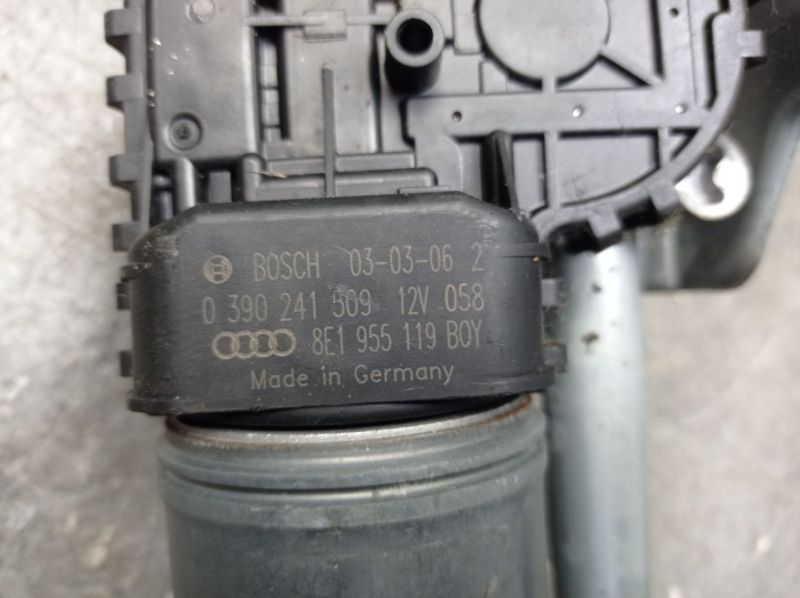 BOSCH 03-03-06 2
0 390 241 509 12V 058
8E1 955 119 BOY
Made in Germany